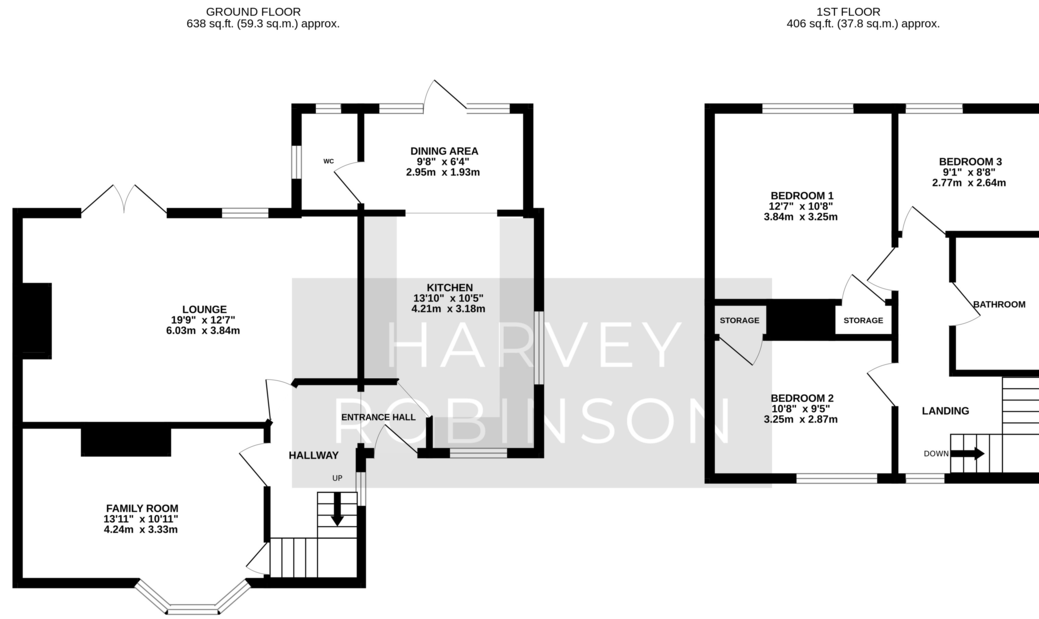 GROUND FLOOR
638 sq.ft. (59.3 sq.m.) approx.
1ST FLOOR
406 sq.ft. (37.8 sq.m.) approx.
WC
DINING AREA
9'8" x 6'4"
2.95m x 1.93m
LOUNGE
19'9" x 12'7"
6.03m x 3.84m
KITCHEN
13'10" x 10'5"
4.21m x 3.18m
ENTRANCE HALL
HALLWAY
UP
FAMILY ROOM
13'11" x 10'11"
4.24m x 3.33m
BEDROOM 1
12'7" x 10'8"
3.84m x 3.25m
BEDROOM 3
9'1" x 8'8"
2.77m x 2.64m
BATHROOM
STORAGE
STORAGE
BEDROOM 2
10'8" x 9'5"
3.25m x 2.87m
LANDING
DOWN
HARVEY
ROBINSON